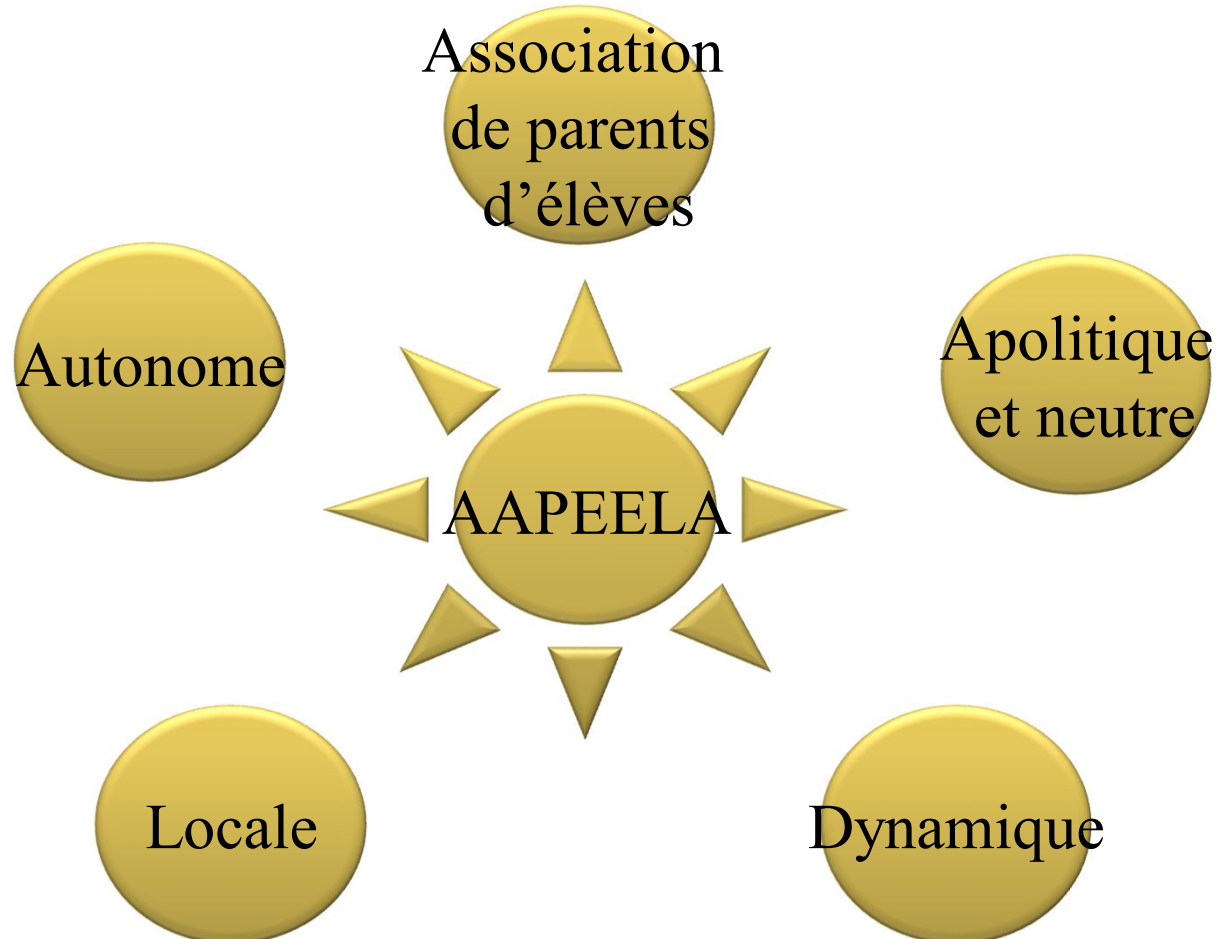 Association
de parents
d’élèves
Autonome
Apolitique
et neutre
AAPEELA
Locale
Dynamique